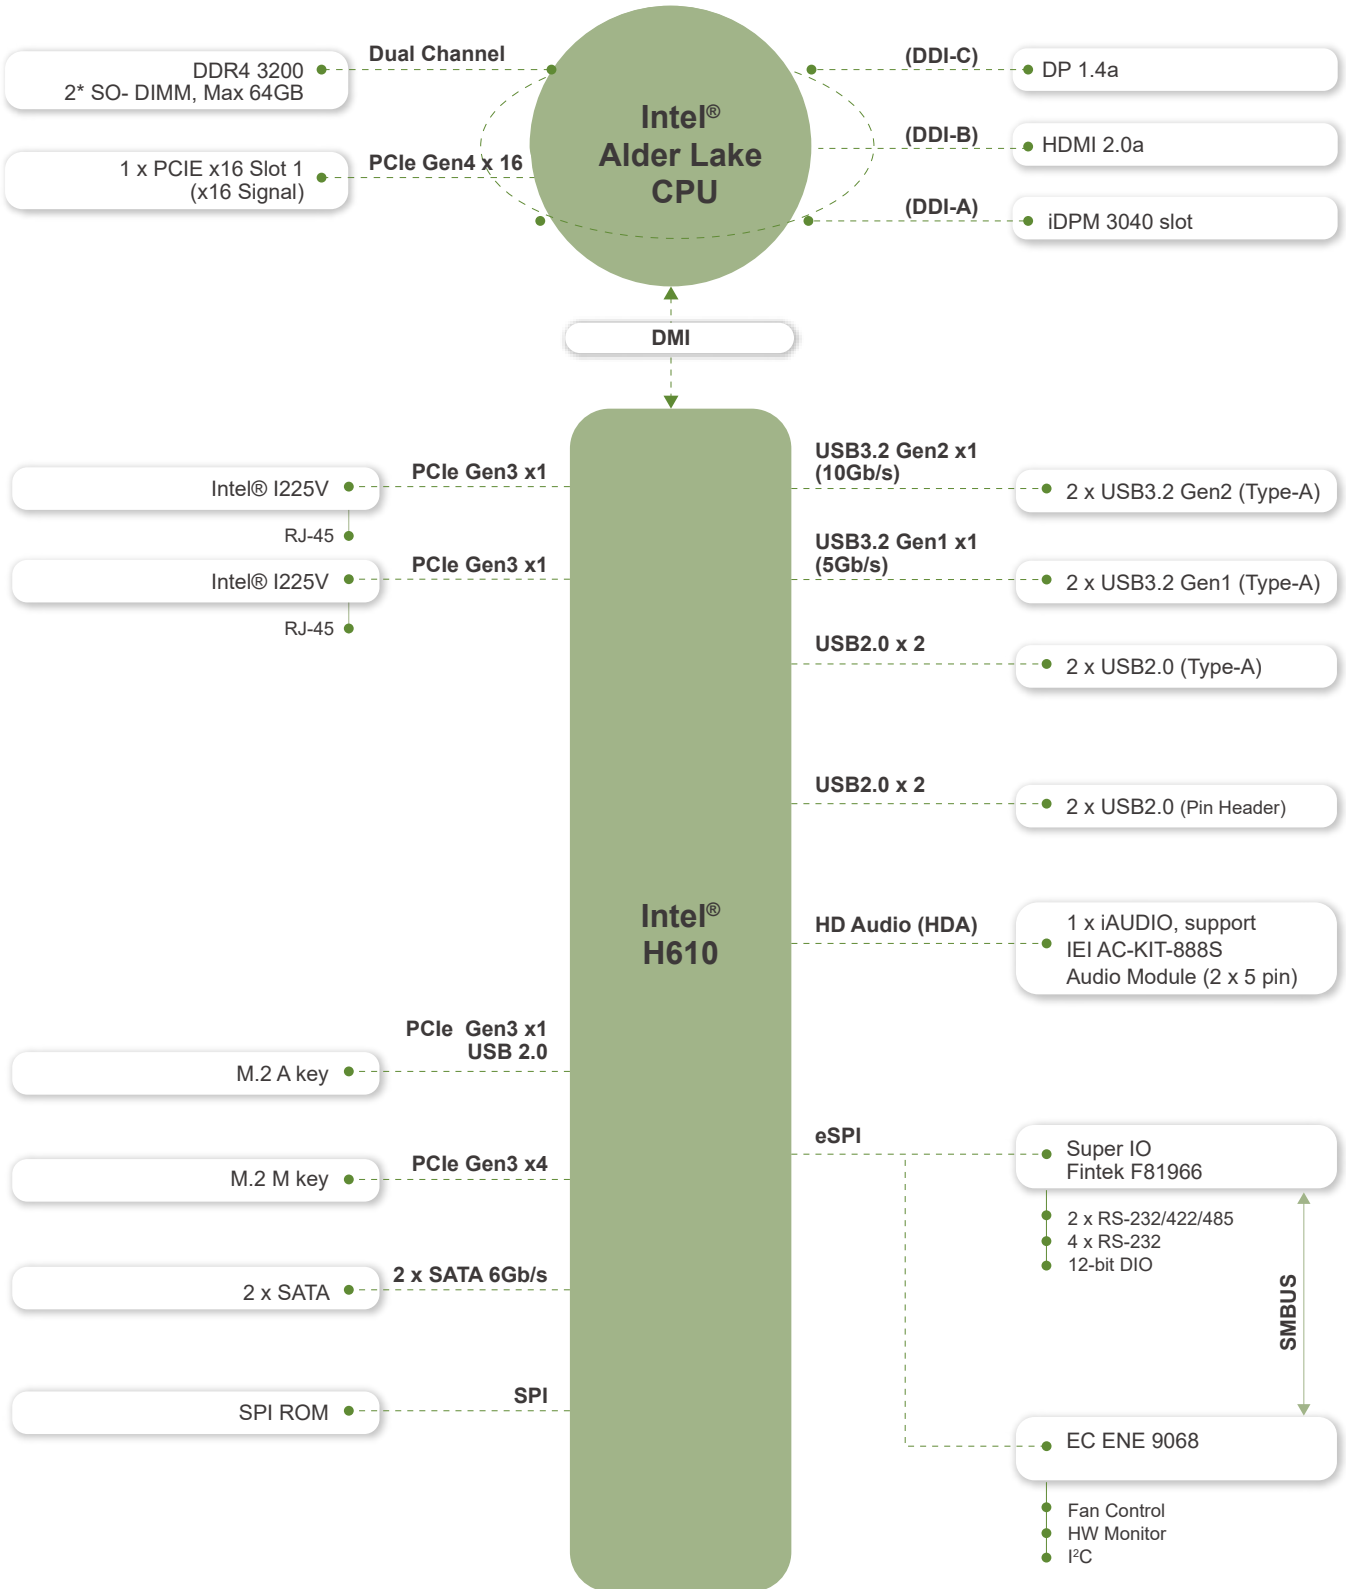 Dual Channel
DDR4 3200
2* SO- DIMM, Max 64GB
PCIe Gen4 x 16
1 x PCIE x16 Slot 1
(x16 Signal)
Intel®
Alder Lake
CPU
(DDI-C)
DP 1.4a
(DDI-B)
HDMI 2.0a
(DDI-A)
iDPM 3040 slot
DMI
PCIe Gen3 x1
Intel® I225V
RJ-45
PCIe Gen3 x1
Intel® I225V
RJ-45
USB3.2 Gen2 x1
(10Gb/s)
2 x USB3.2 Gen2 (Type-A)
USB3.2 Gen1 x1
(5Gb/s)
2 x USB3.2 Gen1 (Type-A)
USB2.0 x 2
2 x USB2.0 (Type-A)
USB2.0 x 2
2 x USB2.0 (Pin Header)
Intel®
H610
HD Audio (HDA)
1 x iAUDIO, support
IEI AC-KIT-888S
Audio Module (2 x 5 pin)
PCIe Gen3 x1
USB 2.0
M.2 A key
PCIe Gen3 x4
M.2 M key
2 x SATA 6Gb/s
2 x SATA
SPI
SPI ROM
eSPI
Super IO
Fintek F81966
2 x RS-232/422/485
4 x RS-232
12-bit DIO
SMBUS
EC ENE 9068
Fan Control
HW Monitor
I²C